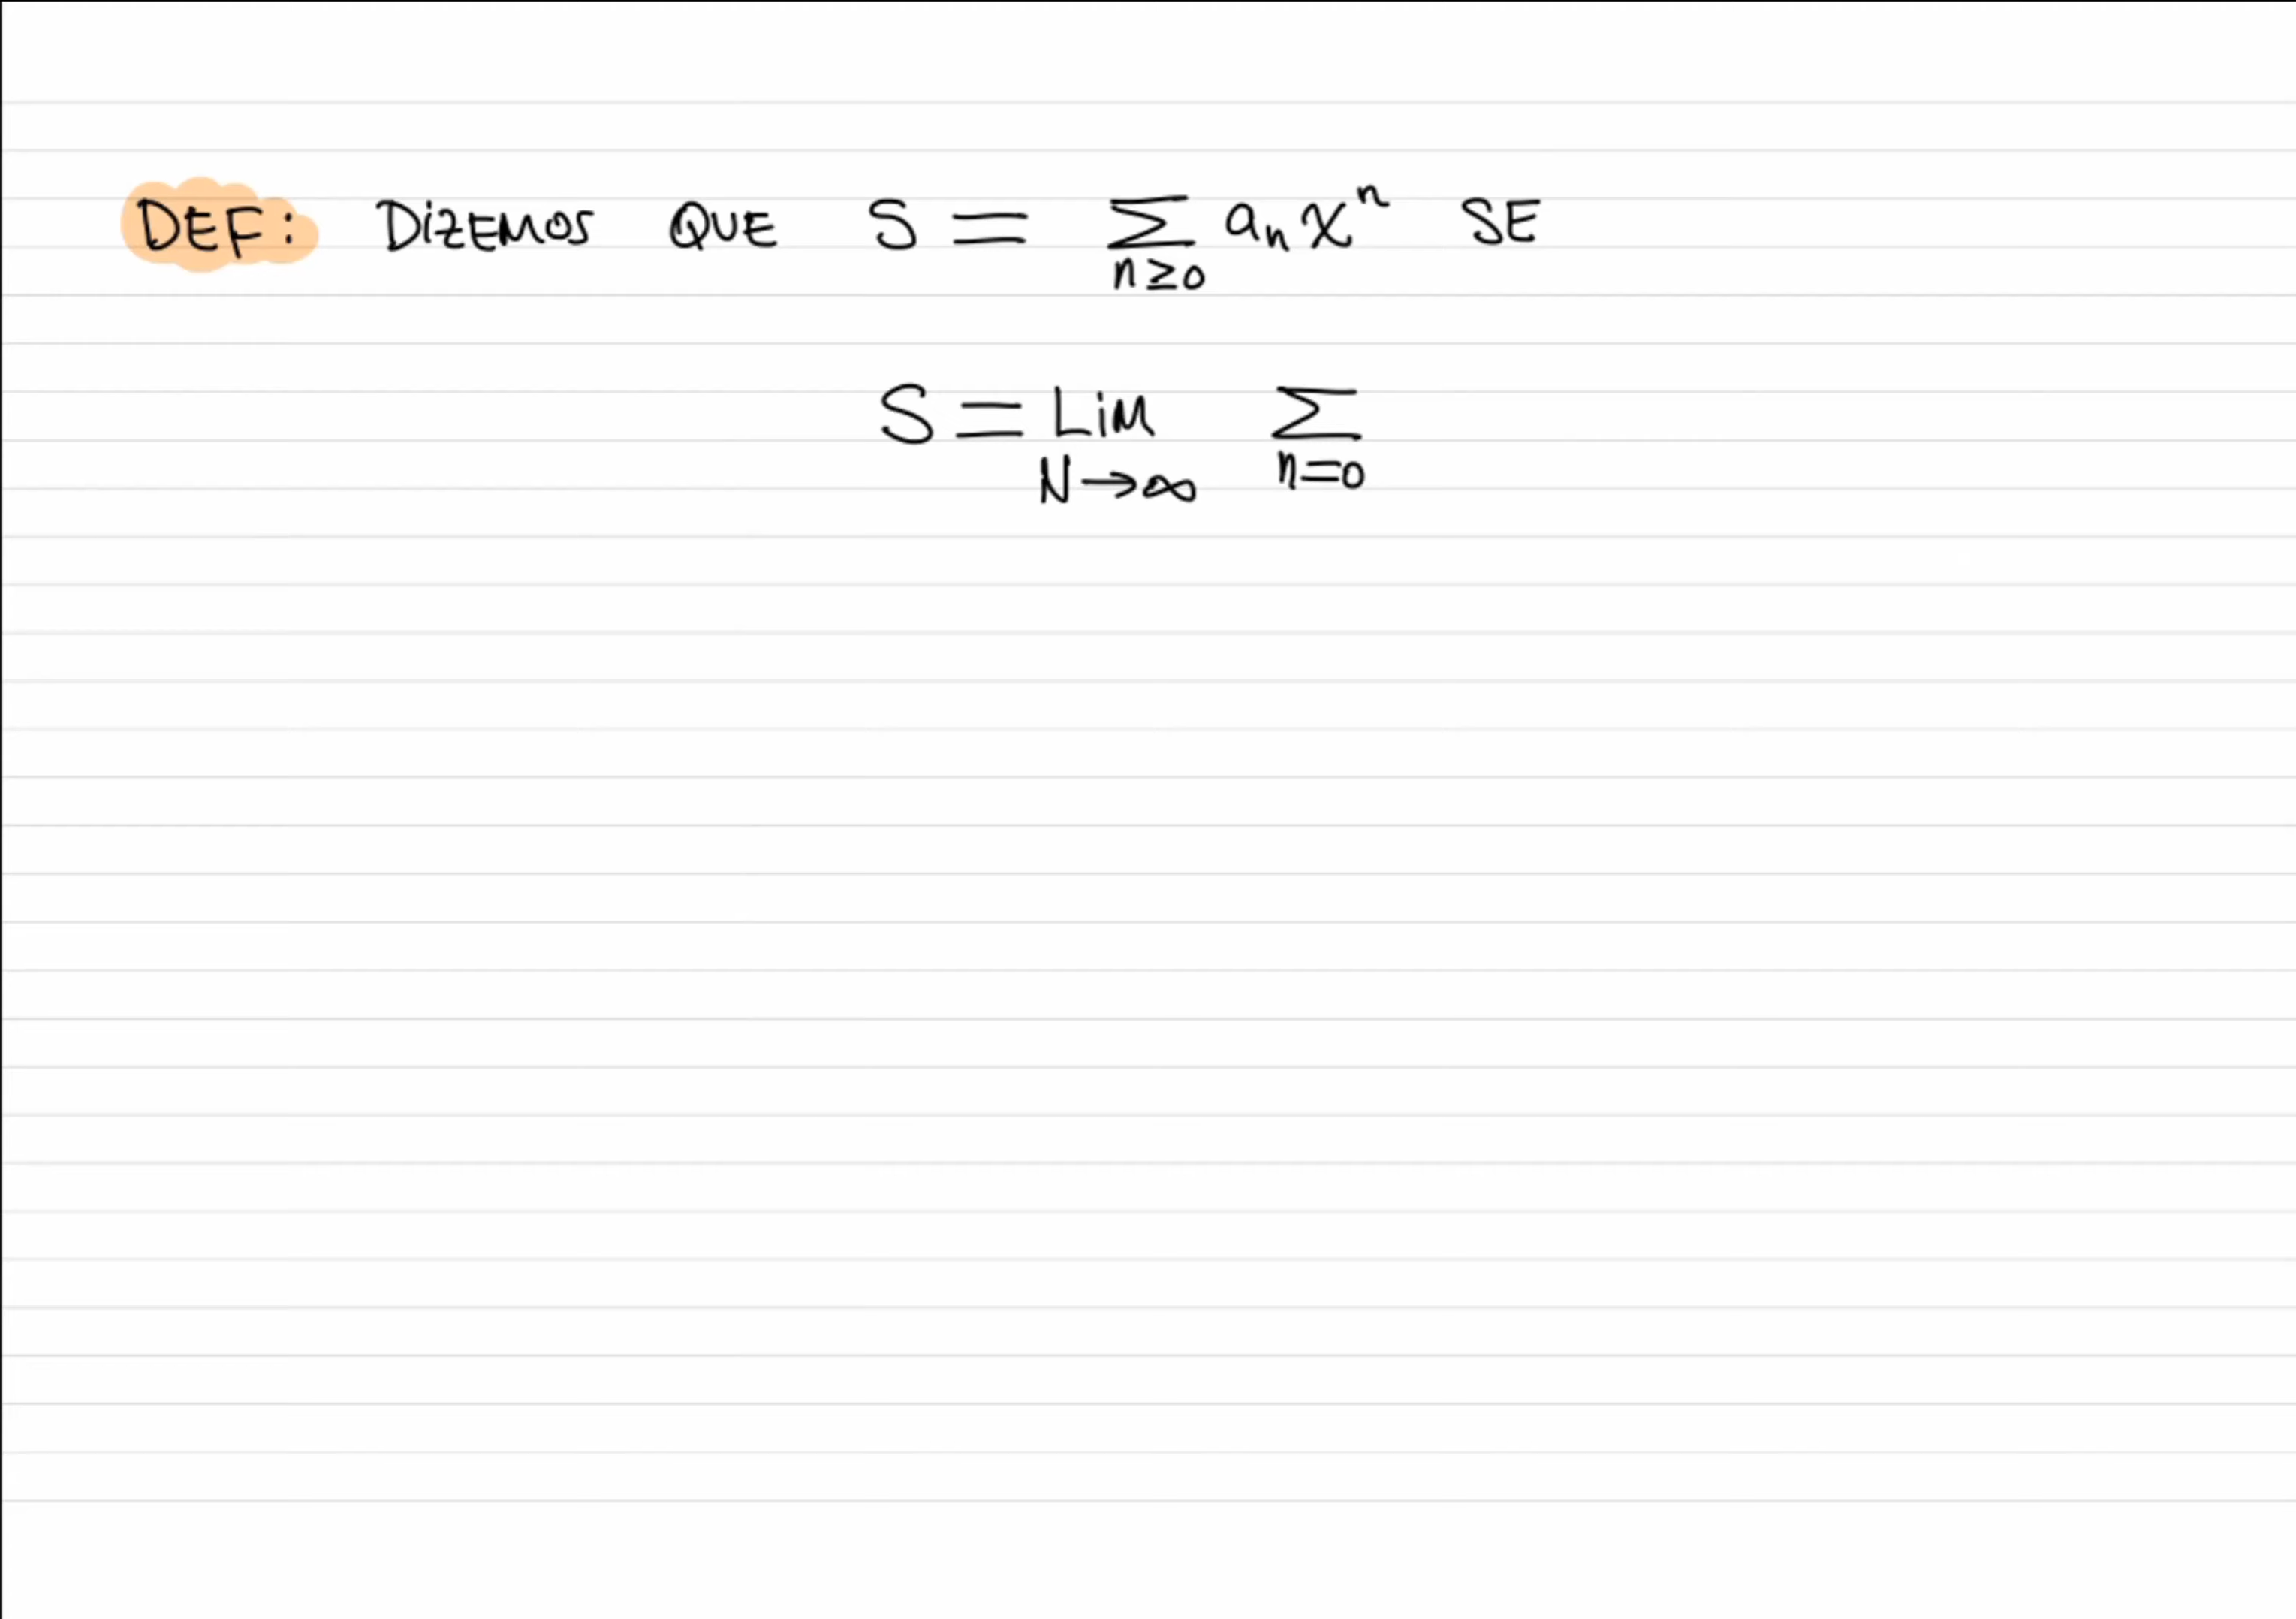 DEF: DIZEMOS QUE S = ∑ aₙxⁿ SE
n≥0
S = LIM ∑
N→∞ n=0